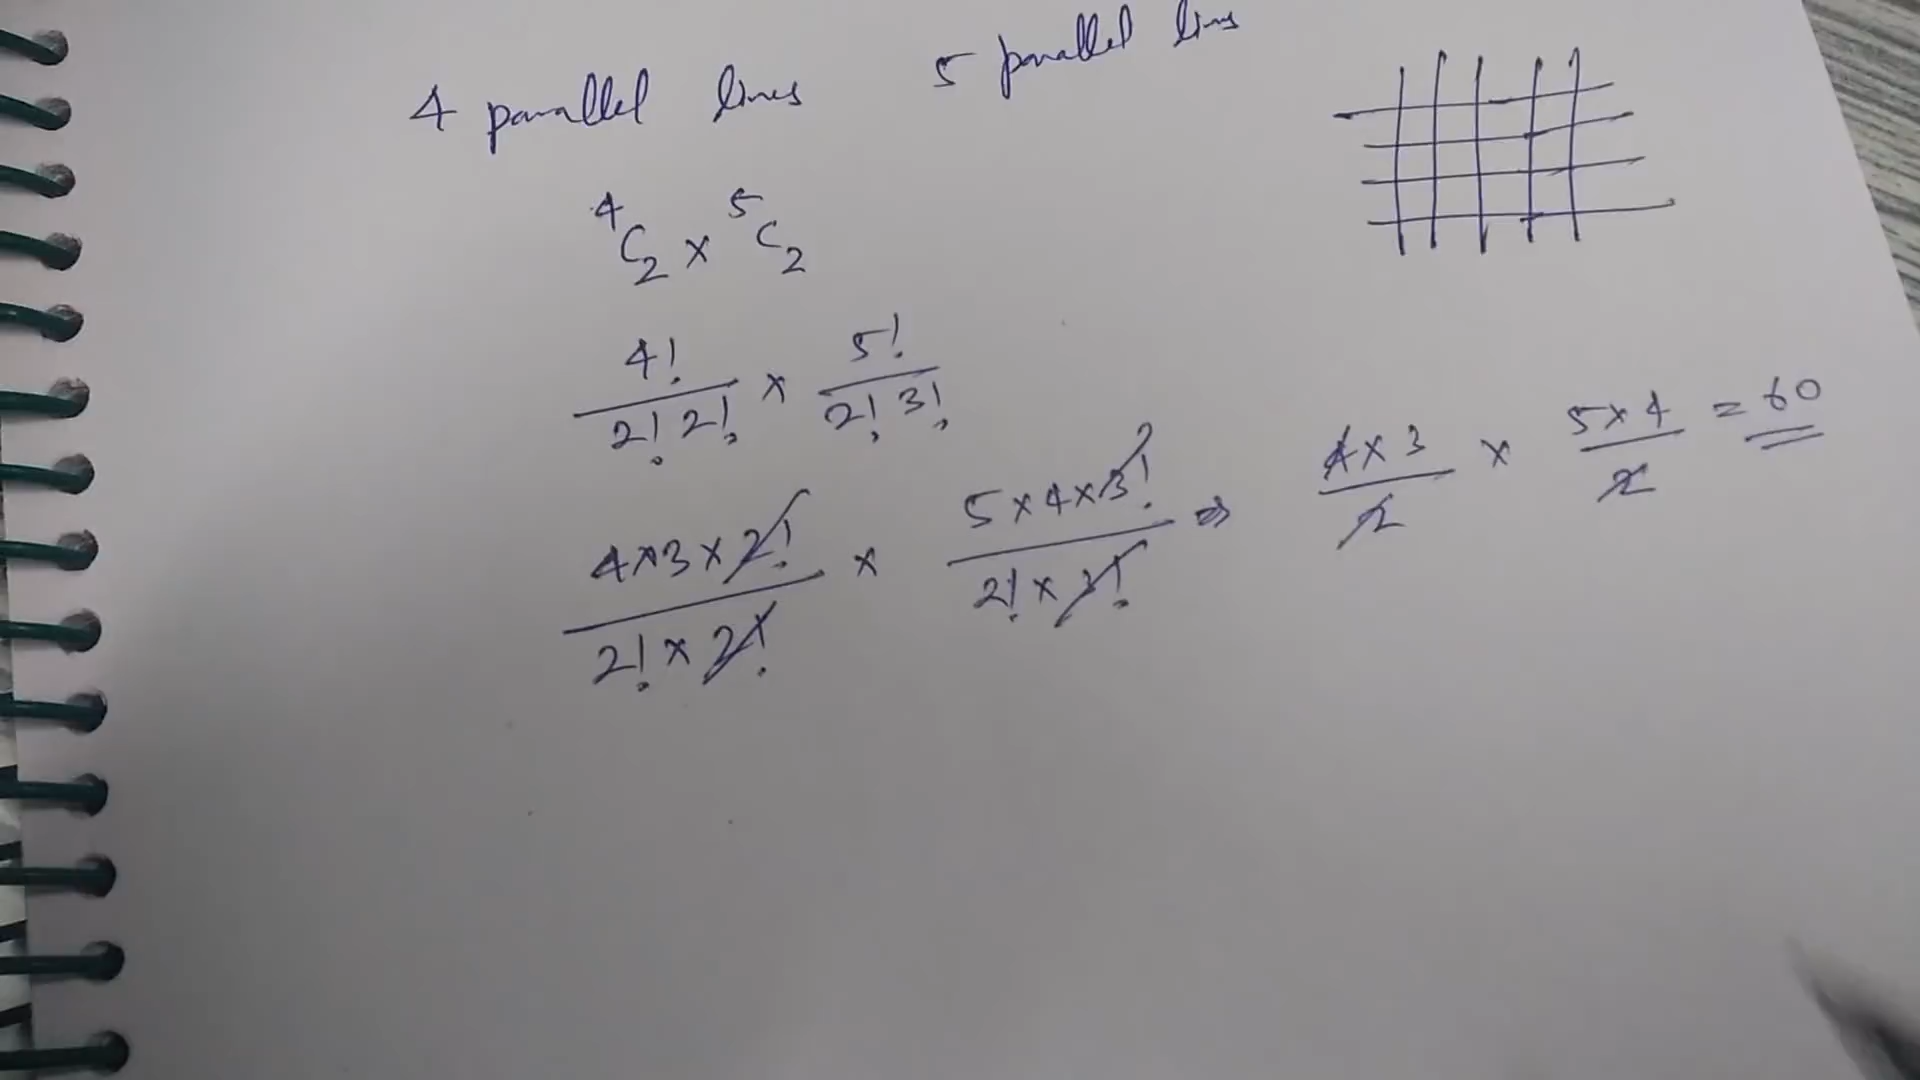 4 parallel lines 5 parallel lines
⁴C₂ × ⁵C₂
4!/(2! 2!) × 5!/(2! 3!)
(4×3×2!)/(2!×2!) × (5×4×3!)/(2!×3!) ⇒ (4×3)/2 × (5×4)/2 = 60